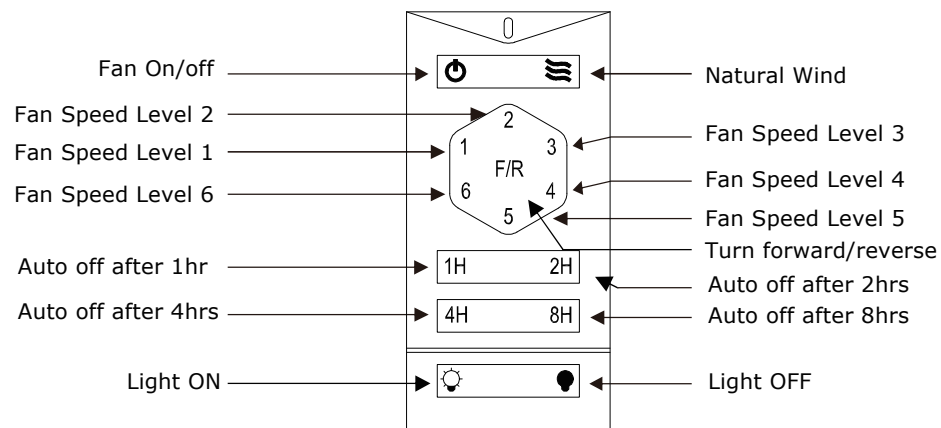 Fan On/off
Natural Wind
Fan Speed Level 2
2
Fan Speed Level 3
Fan Speed Level 1
1
3
F/R
Fan Speed Level 4
Fan Speed Level 6
6
4
5
Fan Speed Level 5
Turn forward/reverse
Auto off after 1hr
1H 2H
Auto off after 2hrs
Auto off after 4hrs
4H 8H
Auto off after 8hrs
Light ON
Light OFF